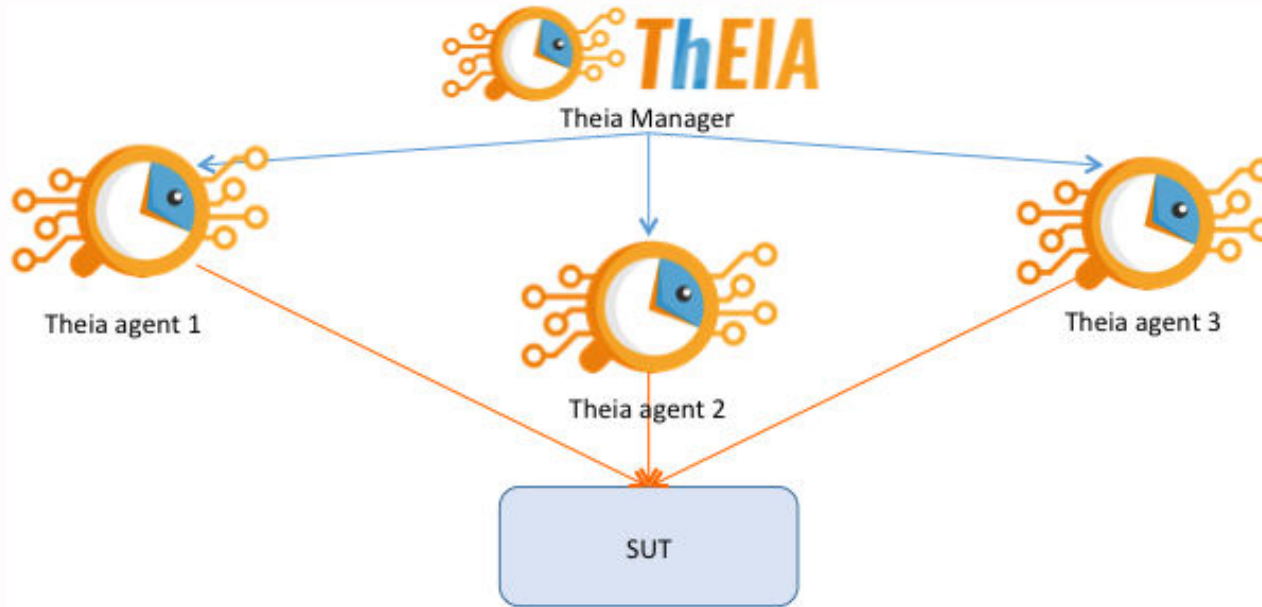 ThEIA
Theia Manager
Theia agent 1
Theia agent 2
Theia agent 3
SUT